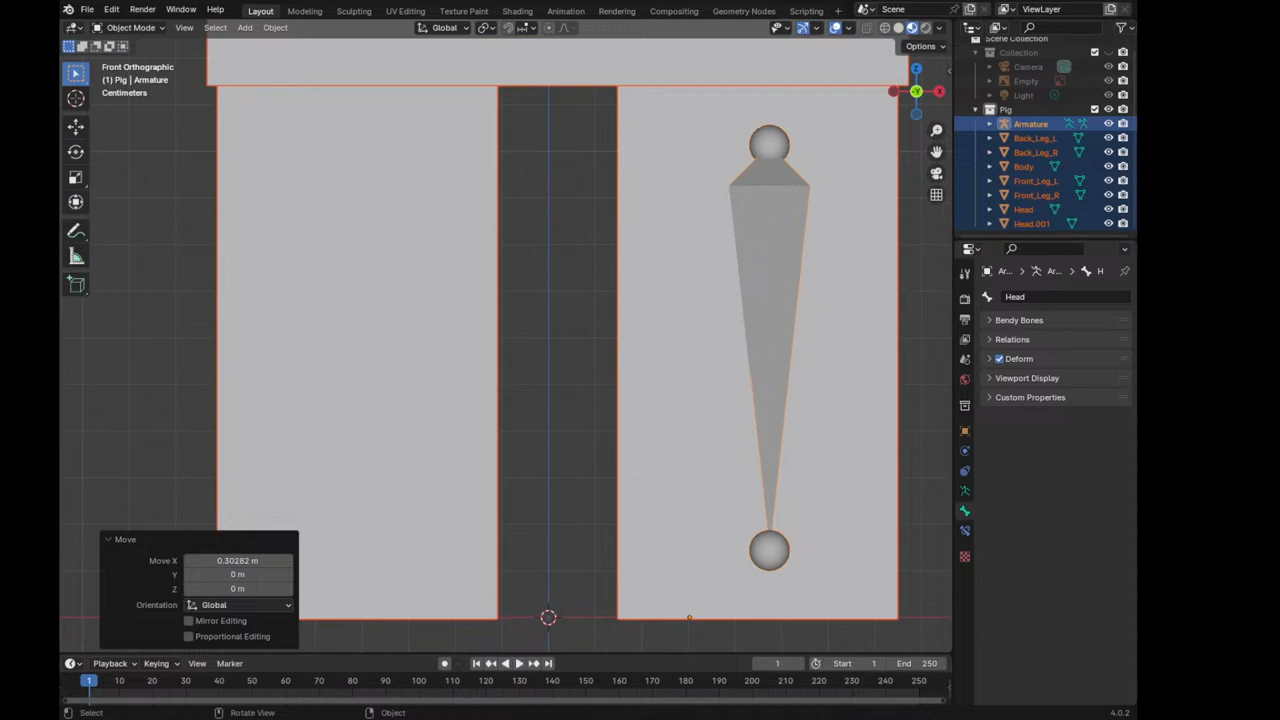 File Edit Render Window Help Layout Modeling Sculpting UV Editing Texture Paint Shading Animation Rendering Compositing Geometry Nodes Scripting Scene ViewLayer
Object Mode View Select Add Object Global
Options
Front Orthographic
(1) Pig | Armature
Centimeters
Z
X
-Y
Scene Collection
Collection
Camera
Empty
Light
Pig
Armature
Back_Leg_L
Back_Leg_R
Body
Front_Leg_L
Front_Leg_R
Head
Head.001
Ar... Ar... H
Head
Bendy Bones
Relations
Deform
Viewport Display
Custom Properties
Move
Move X 0.30282 m
Y 0 m
Z 0 m
Orientation Global
Mirror Editing
Proportional Editing
Playback Keying View Marker 1 Start 1 End 250
1 10 20 30 40 50 60 70 80 90 100 110 120 130 140 150 160 170 180 190 200 210 220 230 240 250
Select Rotate View Object 4.0.2